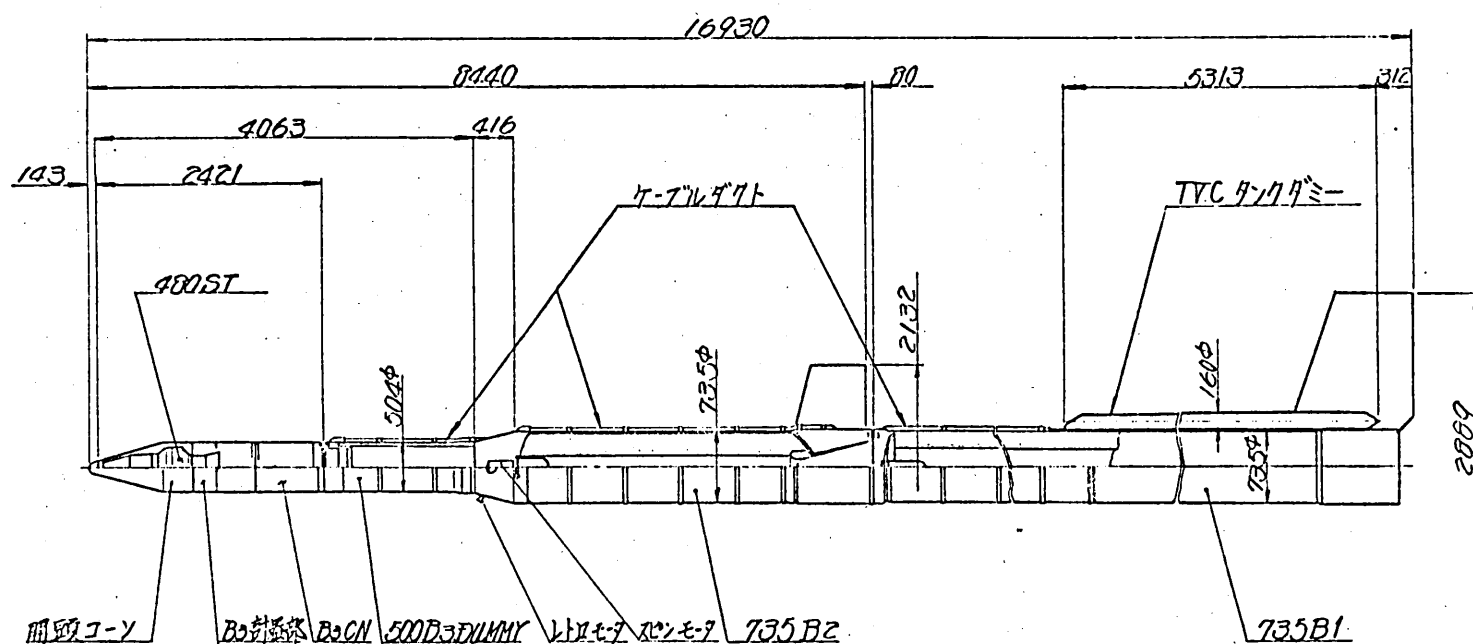 16930
8440
80
5313
312
4063
416
143
2421
ケーブルダクト
TVC タンクダミー
480ST
2132
504φ
735φ
160φ
735φ
2889
開頭コーン
B3計器部
B3CN
500B3DUMMY
レトロモータ
スピンモータ
735B2
735B1